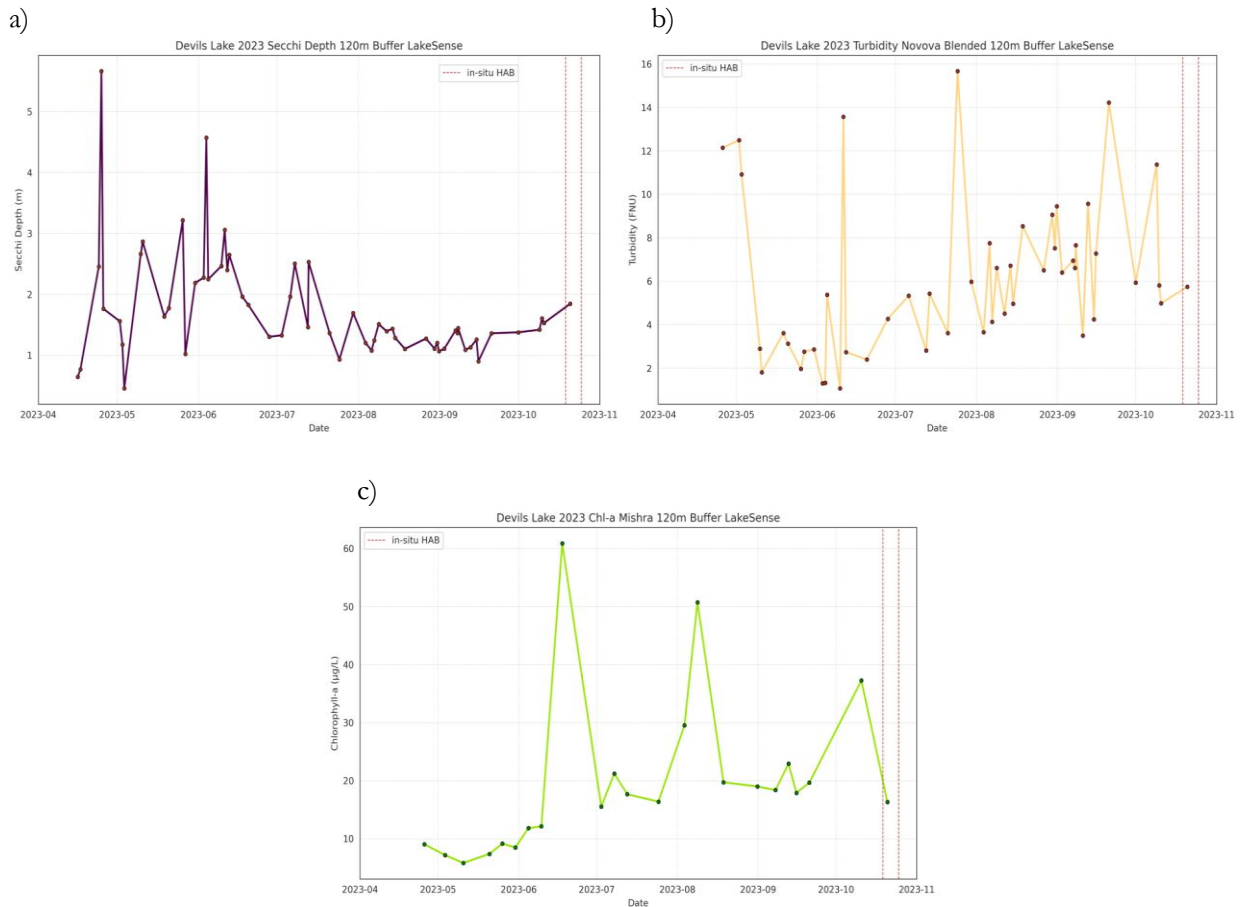 a)
Devils Lake 2023 Secchi Depth 120m Buffer LakeSense
in-situ HAB
Secchi Depth (m)
5
4
3
2
1
2023-04 2023-05 2023-06 2023-07 2023-08 2023-09 2023-10 2023-11
Date
b)
Devils Lake 2023 Turbidity Novova Blended 120m Buffer LakeSense
in-situ HAB
Turbidity (FNU)
16
14
12
10
8
6
4
2
2023-04 2023-05 2023-06 2023-07 2023-08 2023-09 2023-10 2023-11
Date
c)
Devils Lake 2023 Chl-a Mishra 120m Buffer LakeSense
in-situ HAB
Chlorophyll-a (µg/L)
60
50
40
30
20
10
2023-04 2023-05 2023-06 2023-07 2023-08 2023-09 2023-10 2023-11
Date